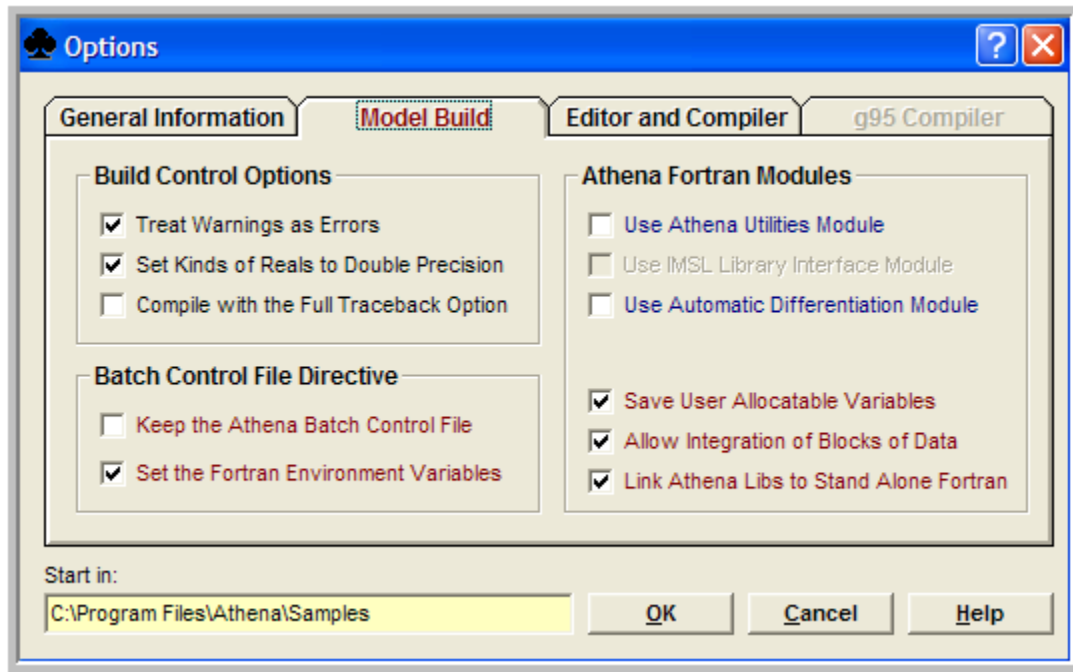 Options
General Information
Model Build
Editor and Compiler
g95 Compiler
Build Control Options
Treat Warnings as Errors
Set Kinds of Reals to Double Precision
Compile with the Full Traceback Option
Batch Control File Directive
Keep the Athena Batch Control File
Set the Fortran Environment Variables
Athena Fortran Modules
Use Athena Utilities Module
Use IMSL Library Interface Module
Use Automatic Differentiation Module
Save User Allocatable Variables
Allow Integration of Blocks of Data
Link Athena Libs to Stand Alone Fortran
Start in:
C:\Program Files\Athena\Samples
OK
Cancel
Help